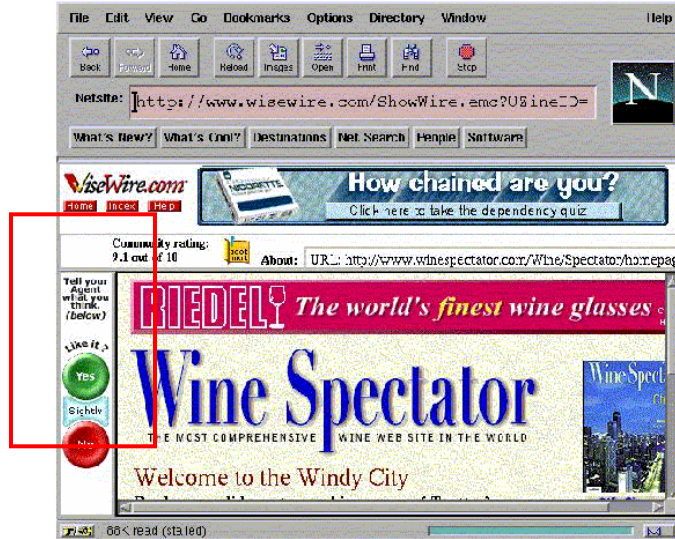 File Edit View Go Bookmarks Options Directory Window Help
Back Forward Home Reload Images Open Print Find Stop
Netsite: http://www.wisewire.com/ShowWire.emc?UZineID=
N
What's New? What's Cool? Destinations Net Search People Software
WiseWire.com
Home Index Help
NICORETTE
How chained are you?
Click here to take the dependency quiz
Community rating:
9.1 out of 10
About: URL: http://www.winespectator.com/Wine/Spectator/homepag
Tell your
Agent
what you
think.
(below)
Like it?
Yes
Slightly
No
RIEDEL The world's finest wine glasses
Wine Spectator
THE MOST COMPREHENSIVE WINE WEB SITE IN THE WORLD
Wine Spect
Welcome to the Windy City
66K read (stalled)